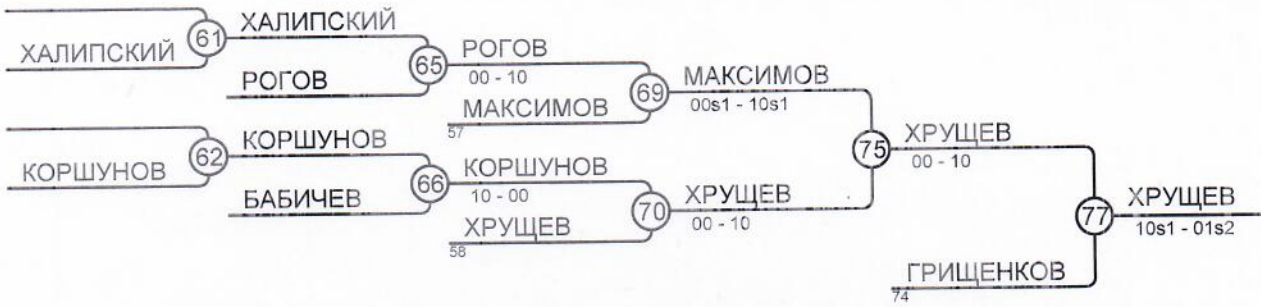 ХАЛИПСКИЙ
61
ХАЛИПСКИЙ
РОГОВ
65
РОГОВ
00 - 10
МАКСИМОВ
57
69
МАКСИМОВ
00s1 - 10s1
КОРШУНОВ
62
КОРШУНОВ
БАБИЧЕВ
66
КОРШУНОВ
10 - 00
ХРУЩЕВ
58
70
ХРУЩЕВ
00 - 10
75
ХРУЩЕВ
00 - 10
ГРИЩЕНКОВ
74
77
ХРУЩЕВ
10s1 - 01s2